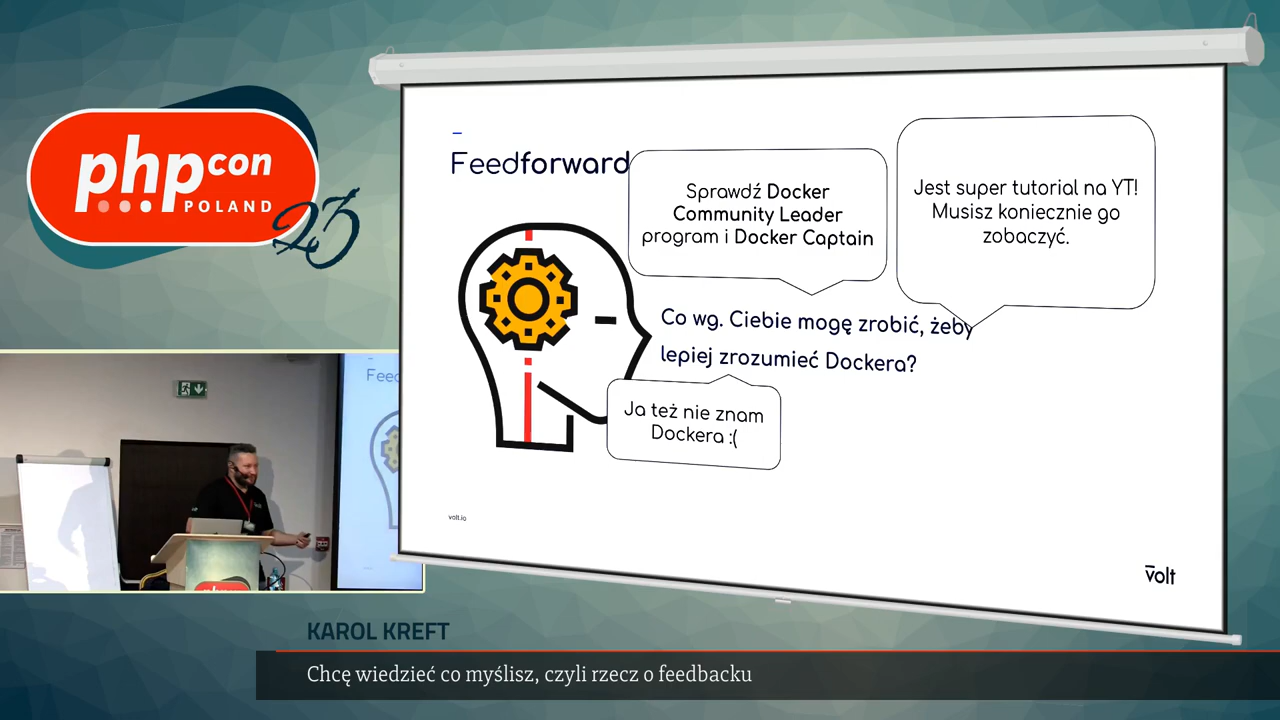 phpcon
POLAND
23
Feedforward
Sprawdź Docker
Community Leader
program i Docker Captain
Jest super tutorial na YT!
Musisz koniecznie go
zobaczyć.
Co wg. Ciebie mogę zrobić, żeby
lepiej zrozumieć Dockera?
Ja też nie znam
Dockera :(
volt.io
volt
Feed
KAROL KREFT
Chcę wiedzieć co myślisz, czyli rzecz o feedbacku